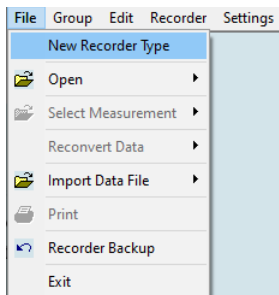 File Group Edit Recorder Settings
New Recorder Type
Open
Select Measurement
Reconvert Data
Import Data File
Print
Recorder Backup
Exit